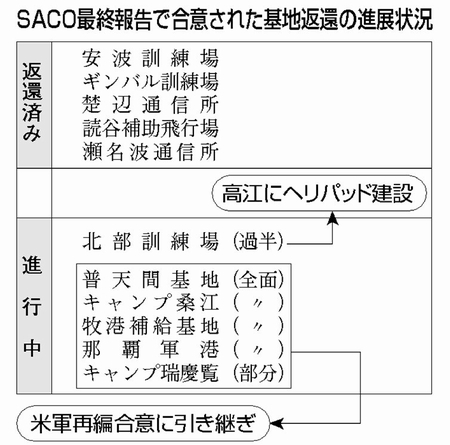 SACO最終報告で合意された基地返還の進展状況
返還済み
安波訓練場
ギンバル訓練場
楚辺通信所
読谷補助飛行場
瀬名波通信所
高江にヘリパッド建設
進行中
北部訓練場(過半)
普天間基地(全面)
キャンプ桑江(〃)
牧港補給基地(〃)
那覇軍港(〃)
キャンプ瑞慶覧(部分)
米軍再編合意に引き継ぎ